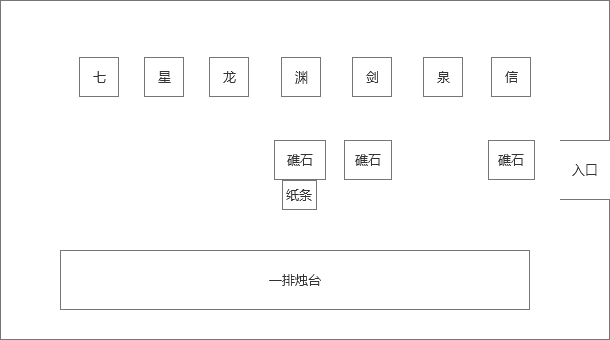 七 星 龙 渊 剑 泉 信
礁石 礁石 礁石
入口
纸条
一排烛台